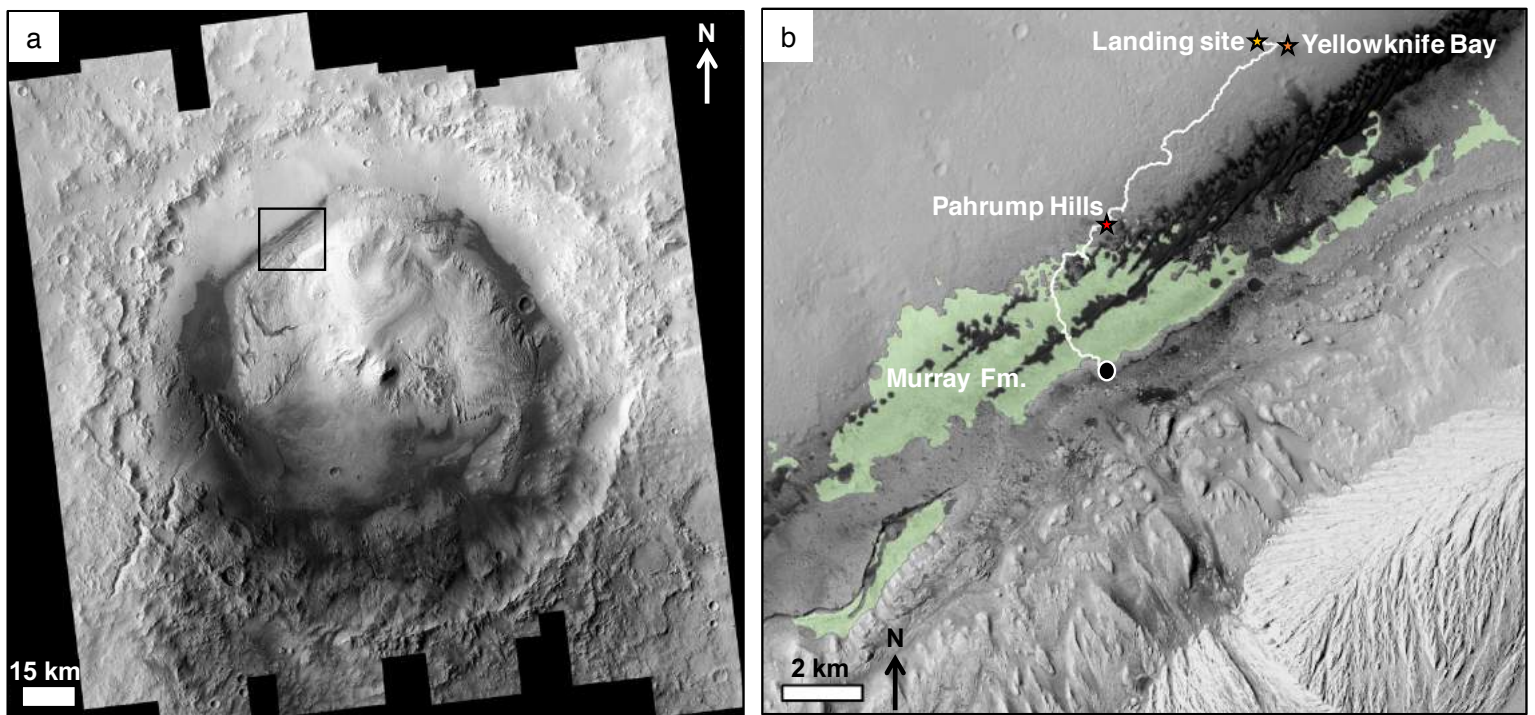 a
N
15 km
b
Landing site
Yellowknife Bay
Pahrump Hills
Murray Fm.
N
2 km